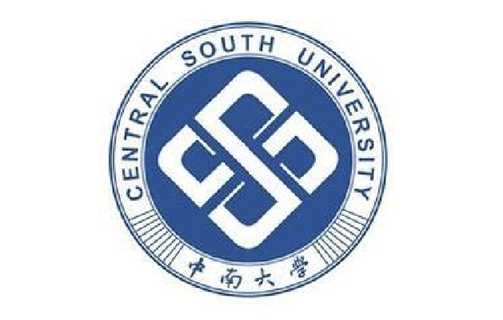 CENTRAL SOUTH UNIVERSITY
中南大学